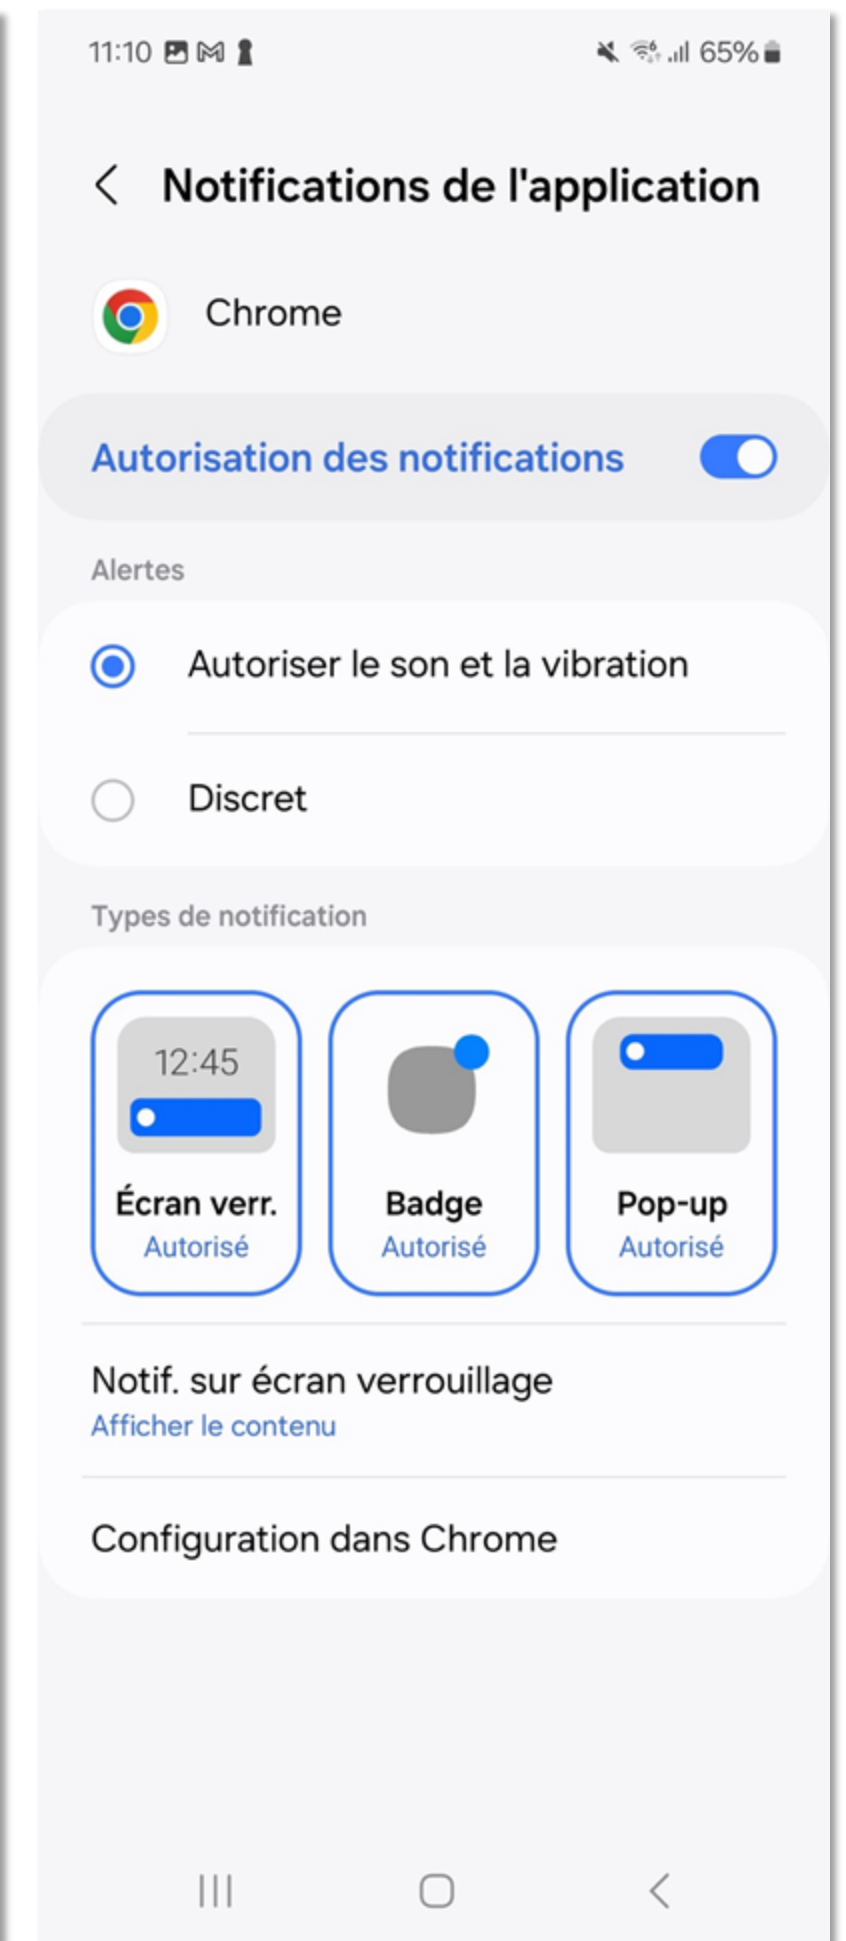 11:10 65%
Notifications de l'application
Chrome
Autorisation des notifications
Alertes
Autoriser le son et la vibration
Discret
Types de notification
12:45
Écran verr. Badge Pop-up
Autorisé Autorisé Autorisé
Notif. sur écran verrouillage
Afficher le contenu
Configuration dans Chrome